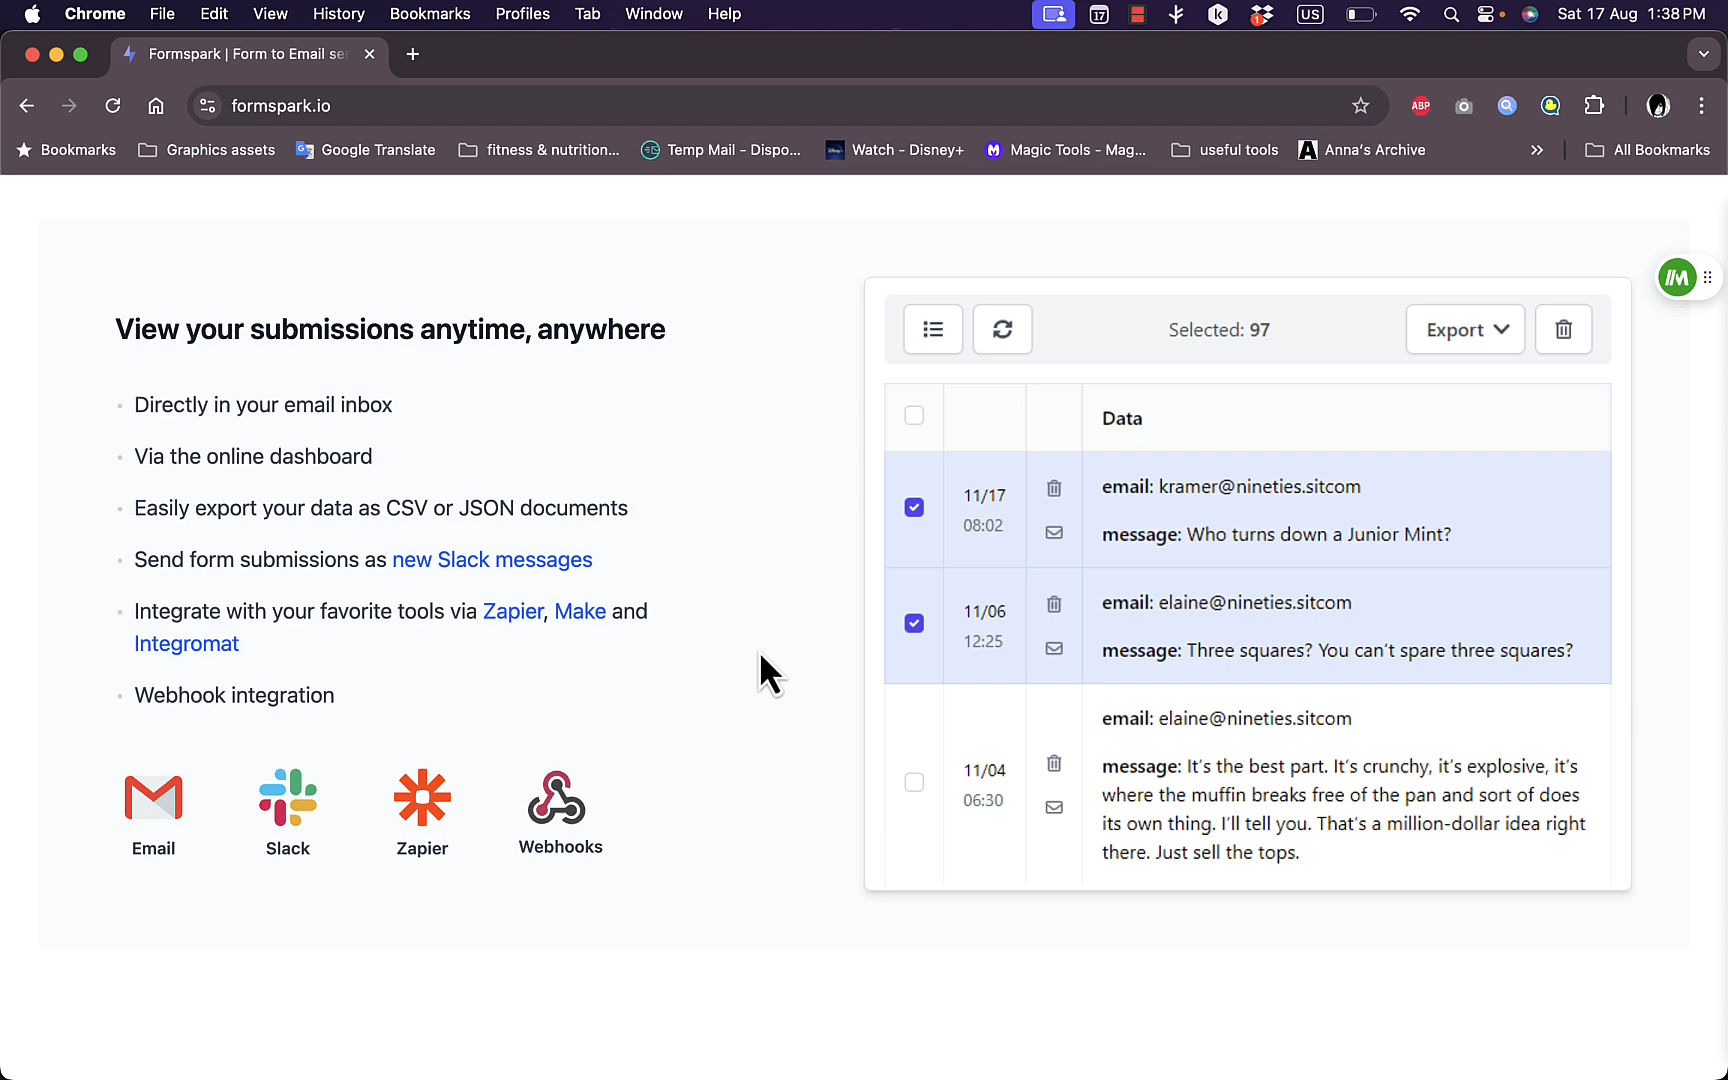 Chrome File Edit View History Bookmarks Profiles Tab Window Help 17 US Sat 17 Aug 1:38 PM
Formspark | Form to Email ser
formspark.io
ABP
Bookmarks Graphics assets Google Translate fitness & nutrition... Temp Mail - Dispo... Watch - Disney+ Magic Tools - Mag... useful tools Anna's Archive All Bookmarks
View your submissions anytime, anywhere
Directly in your email inbox
Via the online dashboard
Easily export your data as CSV or JSON documents
Send form submissions as new Slack messages
Integrate with your favorite tools via Zapier, Make and
Integromat
Webhook integration
Email Slack Zapier Webhooks
Selected: 97 Export
Data
11/17
08:02
email: kramer@nineties.sitcom
message: Who turns down a Junior Mint?
11/06
12:25
email: elaine@nineties.sitcom
message: Three squares? You can't spare three squares?
11/04
06:30
email: elaine@nineties.sitcom
message: It's the best part. It's crunchy, it's explosive, it's
where the muffin breaks free of the pan and sort of does
its own thing. I'll tell you. That's a million-dollar idea right
there. Just sell the tops.